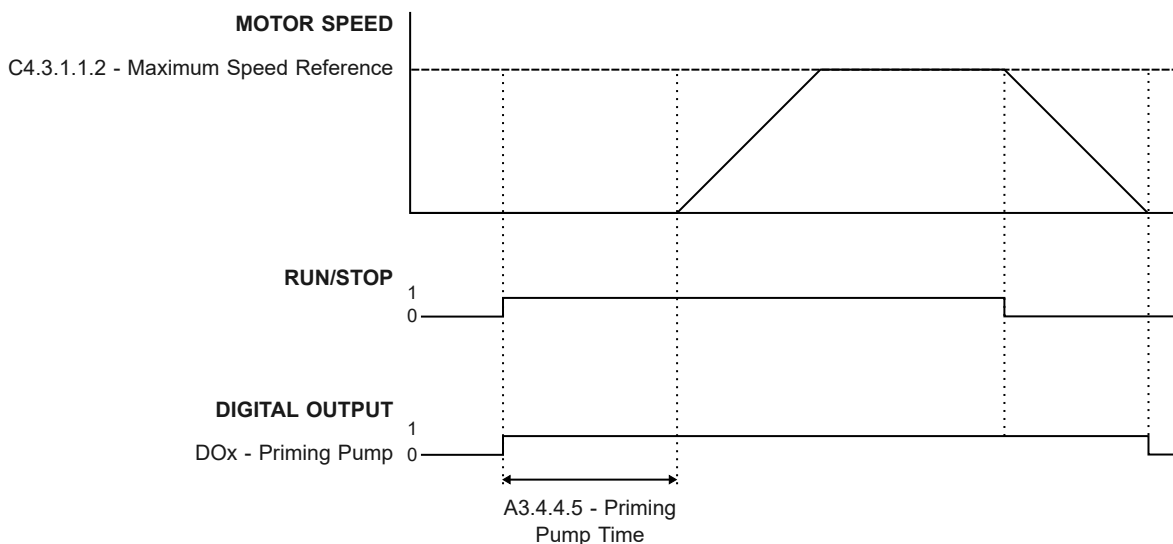 MOTOR SPEED
C4.3.1.1.2 - Maximum Speed Reference
RUN/STOP
1
0
DIGITAL OUTPUT
1
DOx - Priming Pump 0
A3.4.4.5 - Priming
Pump Time